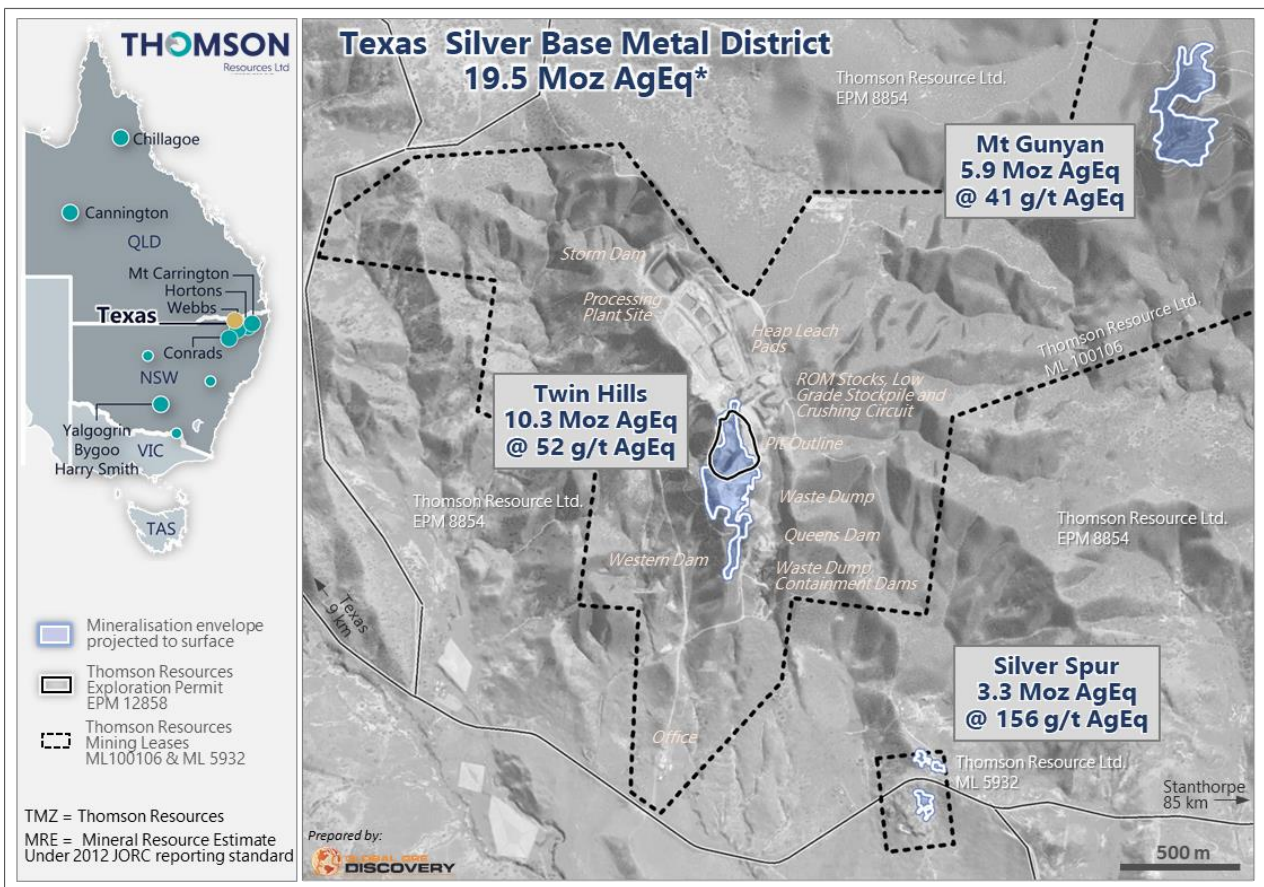 THOMSON
Resources Ltd
Chillagoe
Cannington
QLD
Mt Carrington
Hortons
Webbs
Texas
Conrads
NSW
Yalgogrin
Bygoo
Harry Smith
VIC
TAS
Mineralisation envelope
projected to surface
Thomson Resources
Exploration Permit
EPM 12858
Thomson Resources
Mining Leases
ML100106 & ML 5932
TMZ = Thomson Resources
MRE = Mineral Resource Estimate
Under 2012 JORC reporting standard
Texas Silver Base Metal District
19.5 Moz AgEq*
Thomson Resource Ltd.
EPM 8854
Mt Gunyan
5.9 Moz AgEq
@ 41 g/t AgEq
Storm Dam
Processing
Plant Site
Heap Leach
Pads
Thomson Resource Ltd.
ML 100106
ROM Stocks, Low
Grade Stockpile and
Crushing Circuit
Twin Hills
10.3 Moz AgEq
@ 52 g/t AgEq
Pit Outline
Thomson Resource Ltd.
EPM 8854
Waste Dump
Queens Dam
Thomson Resource Ltd.
EPM 8854
Western Dam
Waste Dump
Containment Dams
Texas
9 km
Silver Spur
3.3 Moz AgEq
@ 156 g/t AgEq
Office
Thomson Resource Ltd.
ML 5932
Stanthorpe
85 km
Prepared by:
GLOBAL ORE
DISCOVERY
500 m